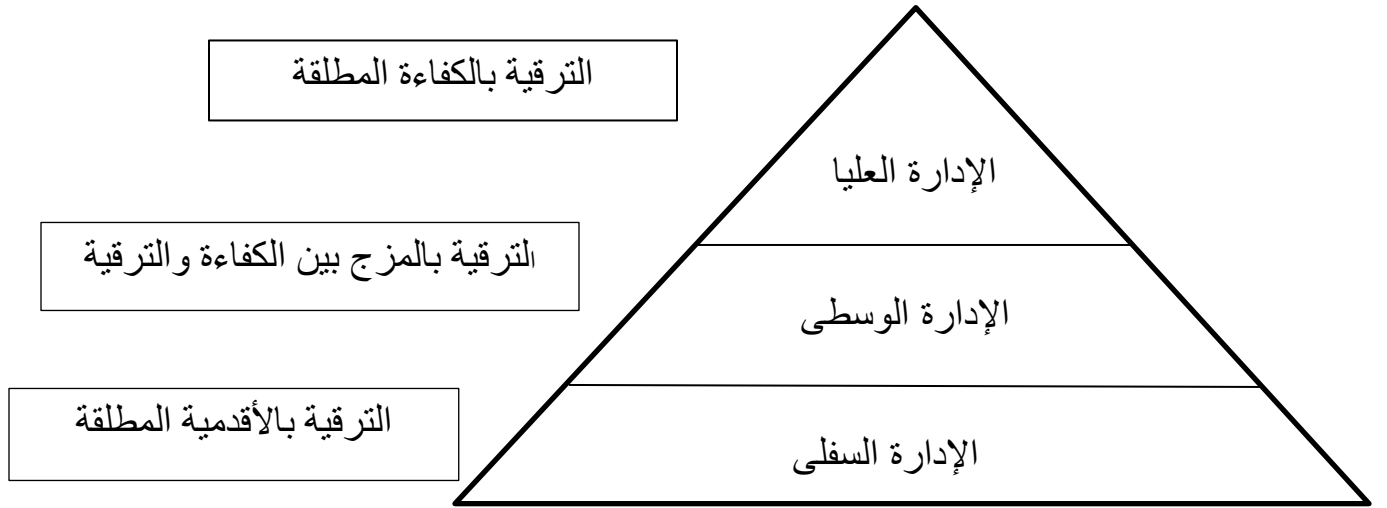 الترقية بالكفاءة المطلقة
الإدارة العليا
الترقية بالمزج بين الكفاءة والترقية
الإدارة الوسطى
الترقية بالأقدمية المطلقة
الإدارة السفلى